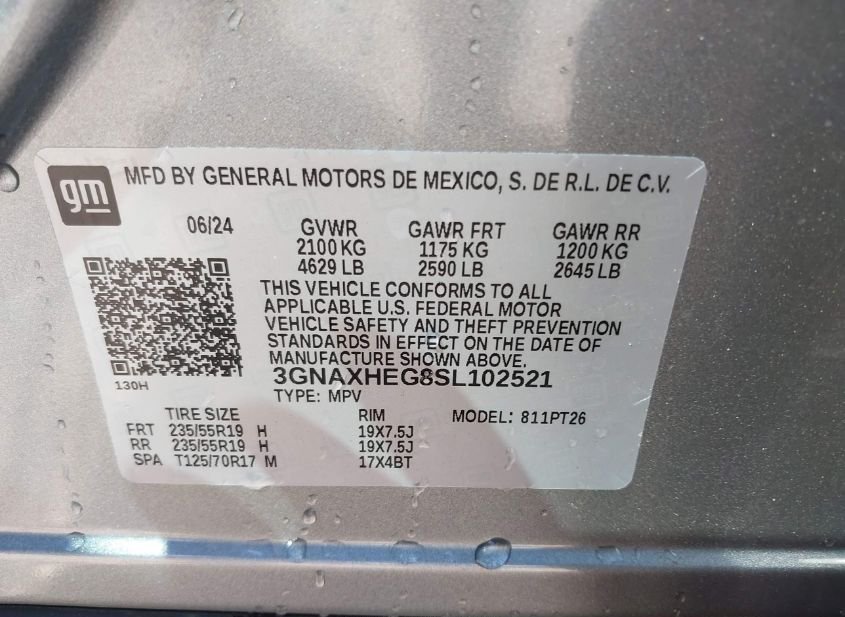 gm
MFD BY GENERAL MOTORS DE MEXICO, S. DE R.L. DE C.V.
06/24 GVWR GAWR FRT GAWR RR
2100 KG 1175 KG 1200 KG
4629 LB 2590 LB 2645 LB
THIS VEHICLE CONFORMS TO ALL
APPLICABLE U.S. FEDERAL MOTOR
VEHICLE SAFETY AND THEFT PREVENTION
STANDARDS IN EFFECT ON THE DATE OF
MANUFACTURE SHOWN ABOVE.
130H
3GNAXHEG8SL102521
TYPE: MPV
TIRE SIZE RIM MODEL: 811PT26
FRT 235/55R19 H 19X7.5J
RR 235/55R19 H 19X7.5J
SPA T125/70R17 M 17X4BT